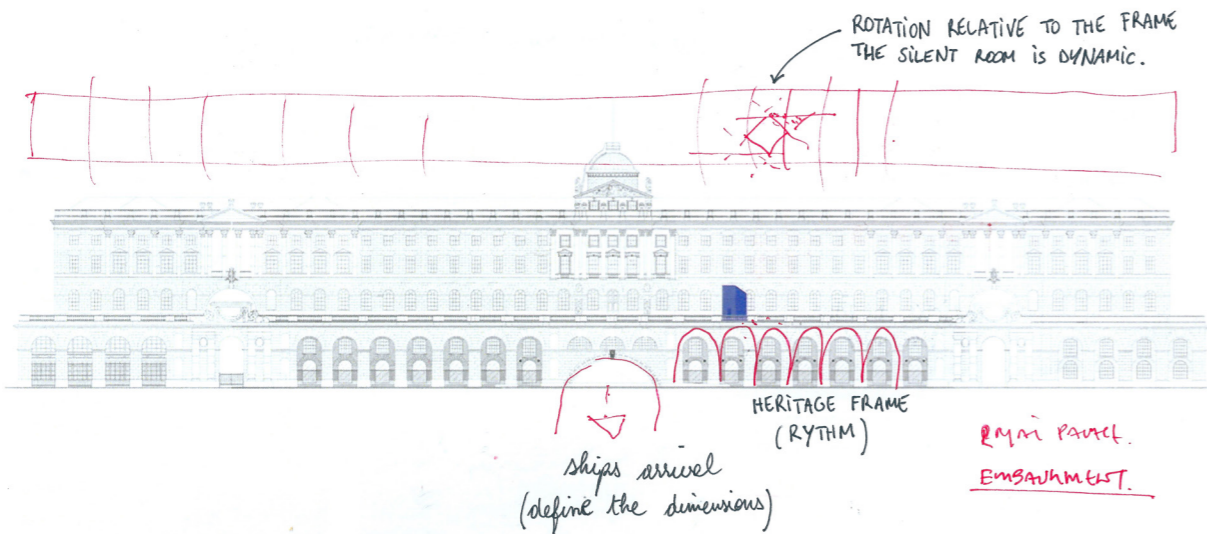 ROTATION RELATIVE TO THE FRAME
THE SILENT ROOM IS DYNAMIC.
HERITAGE FRAME
(RYTHM)
ships arrival
(define the dimensions)
EMBANKMENT.